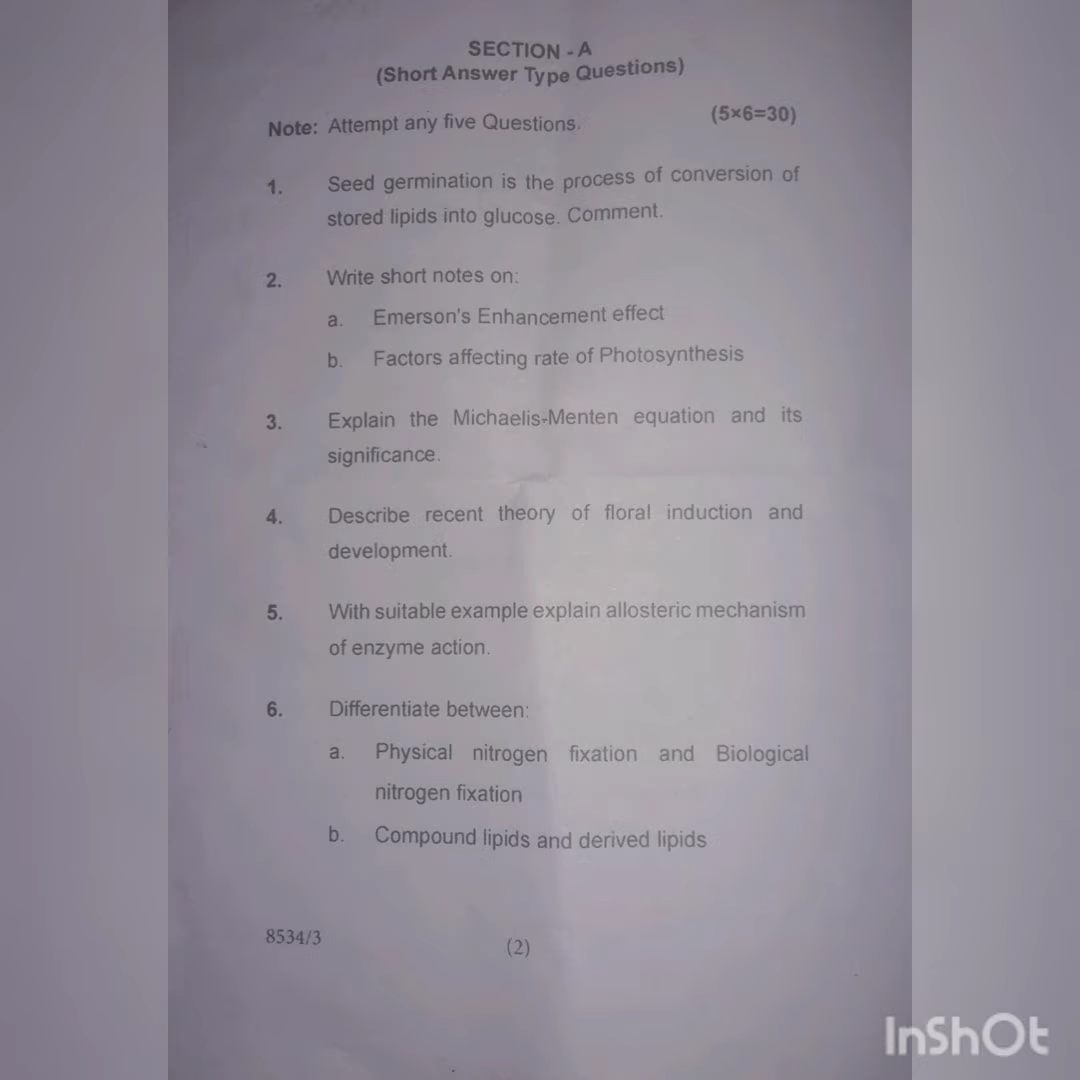 SECTION - A
(Short Answer Type Questions)
Note: Attempt any five Questions. (5×6=30)
1. Seed germination is the process of conversion of
stored lipids into glucose. Comment.
2. Write short notes on:
a. Emerson's Enhancement effect
b. Factors affecting rate of Photosynthesis
3. Explain the Michaelis-Menten equation and its
significance.
4. Describe recent theory of floral induction and
development.
5. With suitable example explain allosteric mechanism
of enzyme action.
6. Differentiate between:
a. Physical nitrogen fixation and Biological
nitrogen fixation
b. Compound lipids and derived lipids
8534/3 (2)
InShOt